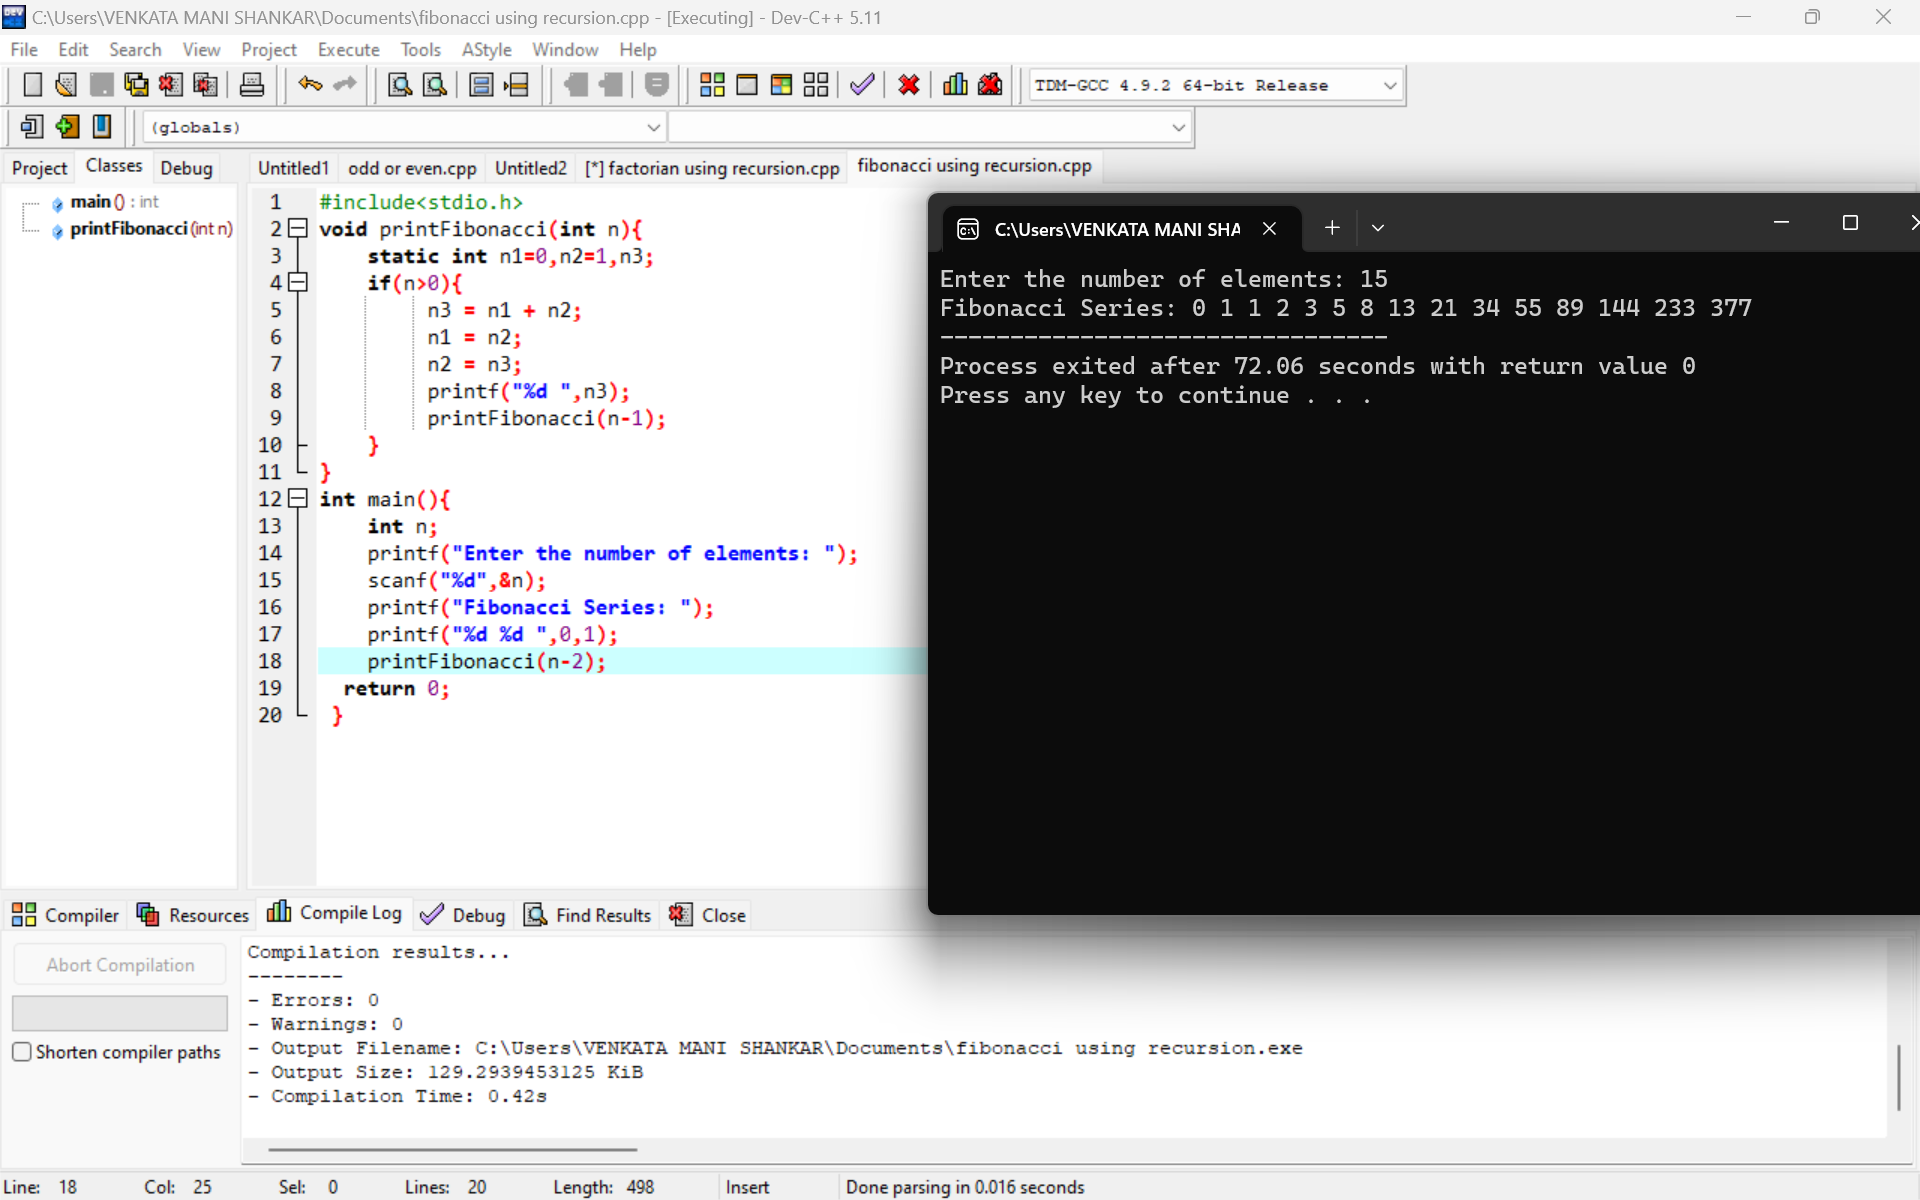 C:\Users\VENKATA MANI SHANKAR\Documents\fibonacci using recursion.cpp - [Executing] - Dev-C++ 5.11
File Edit Search View Project Execute Tools AStyle Window Help
TDM-GCC 4.9.2 64-bit Release
(globals)
Project Classes Debug
Untitled1 odd or even.cpp Untitled2 [*] factorian using recursion.cpp fibonacci using recursion.cpp
main () : int
printFibonacci (int n)
1 #include<stdio.h>
2 void printFibonacci(int n){
3 static int n1=0,n2=1,n3;
4 if(n>0){
5 n3 = n1 + n2;
6 n1 = n2;
7 n2 = n3;
8 printf("%d ",n3);
9 printFibonacci(n-1);
10 }
11 }
12 int main(){
13 int n;
14 printf("Enter the number of elements: ");
15 scanf("%d",&n);
16 printf("Fibonacci Series: ");
17 printf("%d %d ",0,1);
18 printFibonacci(n-2);
19 return 0;
20 }
C:\Users\VENKATA MANI SHA
Enter the number of elements: 15
Fibonacci Series: 0 1 1 2 3 5 8 13 21 34 55 89 144 233 377
--------------------------------
Process exited after 72.06 seconds with return value 0
Press any key to continue . . .
Compiler Resources Compile Log Debug Find Results Close
Abort Compilation
Shorten compiler paths
Compilation results...
--------
- Errors: 0
- Warnings: 0
- Output Filename: C:\Users\VENKATA MANI SHANKAR\Documents\fibonacci using recursion.exe
- Output Size: 129.2939453125 KiB
- Compilation Time: 0.42s
Line: 18 Col: 25 Sel: 0 Lines: 20 Length: 498 Insert Done parsing in 0.016 seconds